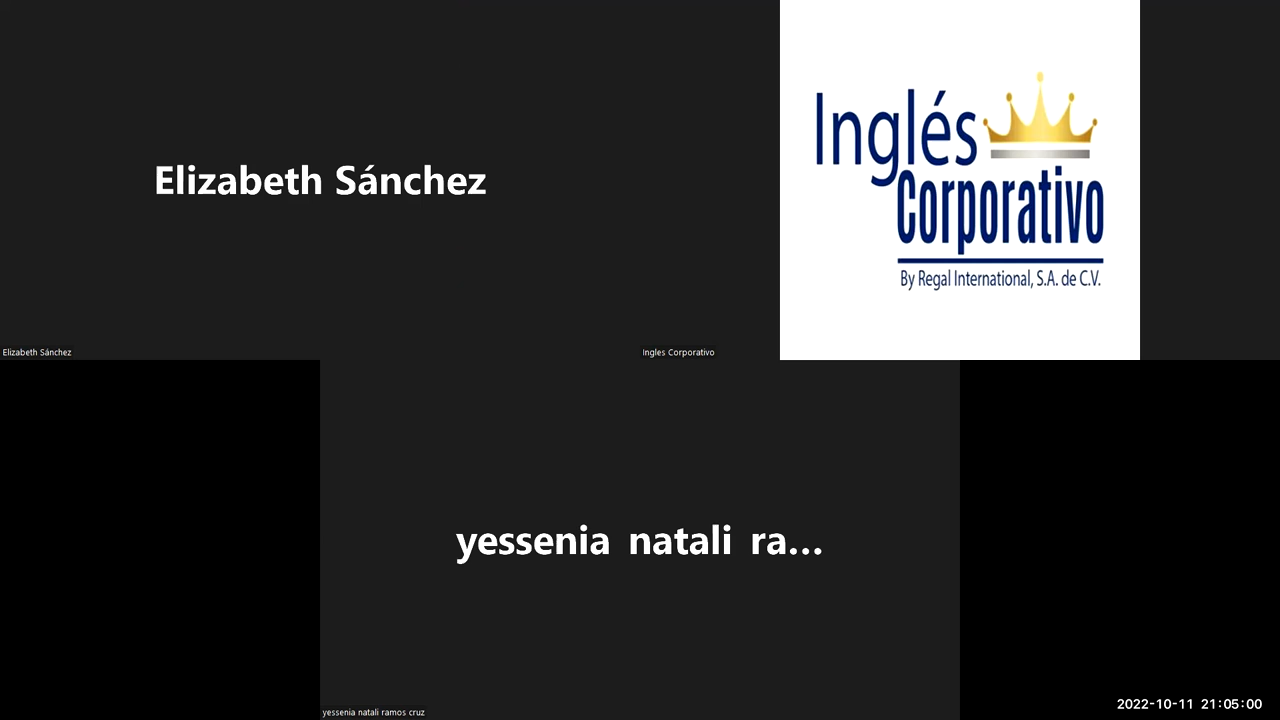 Elizabeth Sánchez
Inglés
Corporativo
By Regal International, S.A. de C.V.
Elizabeth Sánchez
Ingles Corporativo
yessenia natali ra...
yessenia natali ramos cruz
2022-10-11 21:05:00